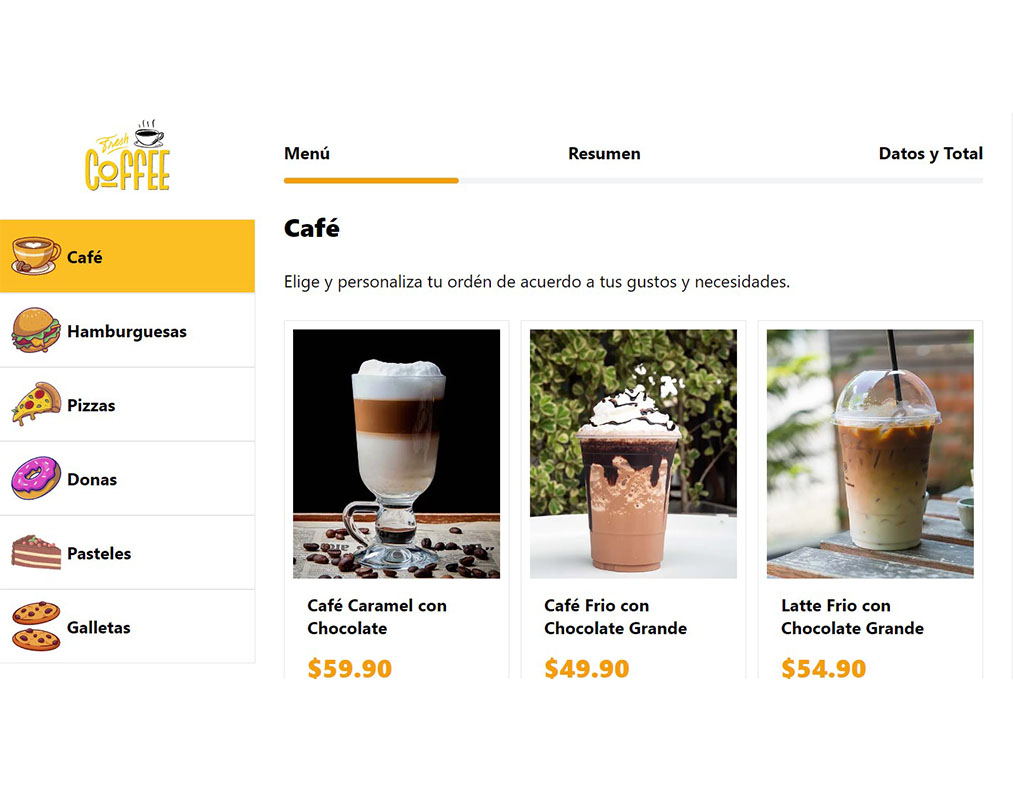 Fresh
COFFEE
Menú
Resumen
Datos y Total
Café
Hamburguesas
Pizzas
Donas
Pasteles
Galletas
Café
Elige y personaliza tu ordén de acuerdo a tus gustos y necesidades.
Café Caramel con
Chocolate
$59.90
Café Frio con
Chocolate Grande
$49.90
Latte Frio con
Chocolate Grande
$54.90